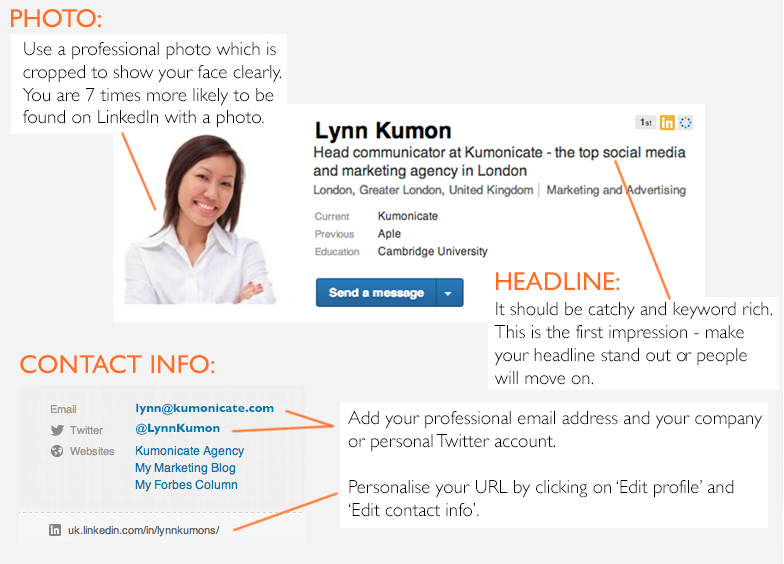 PHOTO:
Use a professional photo which is
cropped to show your face clearly.
You are 7 times more likely to be
found on LinkedIn with a photo.
Lynn Kumon
1st
in
Head communicator at Kumonicate - the top social media
and marketing agency in London
London, Greater London, United Kingdom | Marketing and Advertising
Current Kumonicate
Previous Aple
Education Cambridge University
Send a message
HEADLINE:
It should be catchy and keyword rich.
This is the first impression - make
your headline stand out or people
will move on.
CONTACT INFO:
Email lynn@kumonicate.com
Twitter @LynnKumon
Websites Kumonicate Agency
My Marketing Blog
My Forbes Column
in uk.linkedin.com/in/lynnkumons/
Add your professional email address and your company
or personal Twitter account.
Personalise your URL by clicking on ‘Edit profile’ and
‘Edit contact info’.